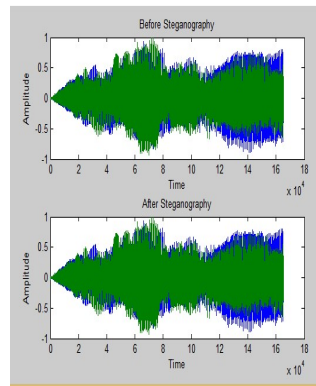 Before Steganography
1
0.5
0
-0.5
-1
Amplitude
0 2 4 6 8 10 12 14 16 18
Time
x 10^4
After Steganography
1
0.5
0
-0.5
-1
Amplitude
0 2 4 6 8 10 12 14 16 18
Time
x 10^4